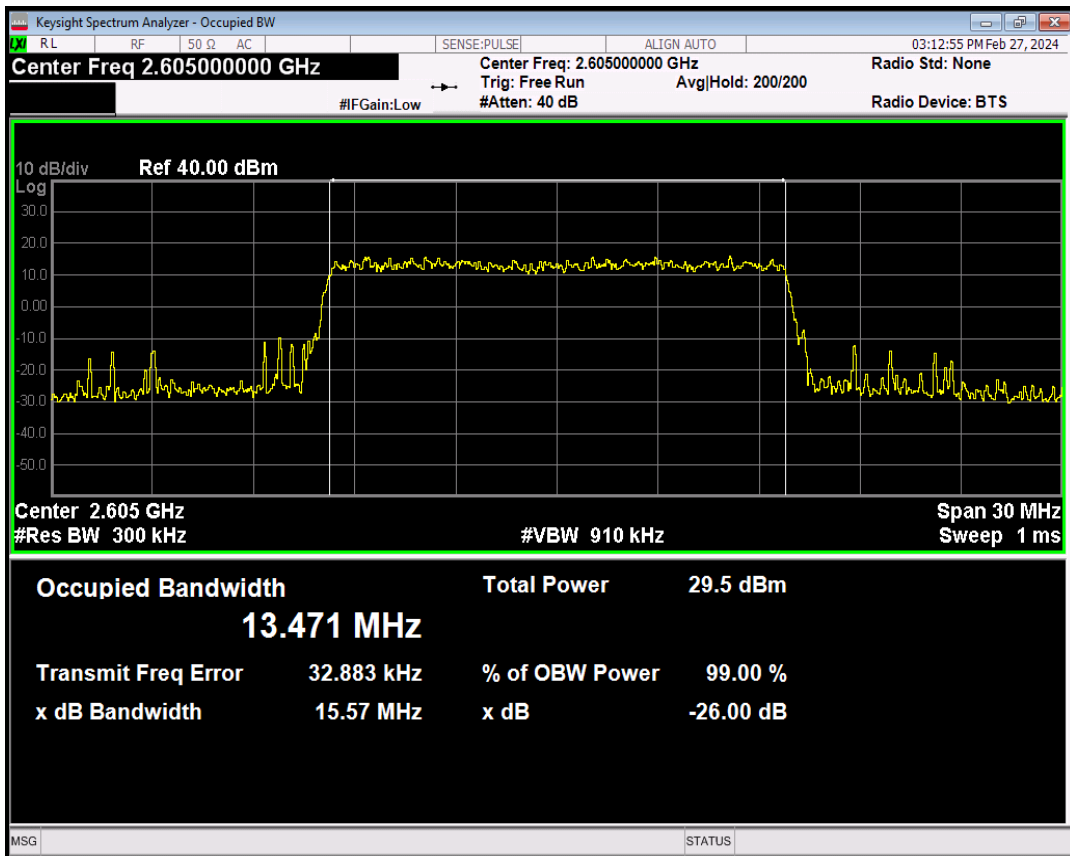 Keysight Spectrum Analyzer - Occupied BW
LXI RL RF 50 Ω AC SENSE:PULSE ALIGN AUTO 03:12:55 PM Feb 27, 2024
Center Freq 2.605000000 GHz Center Freq: 2.605000000 GHz Radio Std: None
Trig: Free Run Avg|Hold: 200/200
#IFGain:Low #Atten: 40 dB Radio Device: BTS
10 dB/div Ref 40.00 dBm
Log
30.0
20.0
10.0
0.00
-10.0
-20.0
-30.0
-40.0
-50.0
Center 2.605 GHz Span 30 MHz
#Res BW 300 kHz #VBW 910 kHz Sweep 1 ms
Occupied Bandwidth Total Power 29.5 dBm
13.471 MHz
Transmit Freq Error 32.883 kHz % of OBW Power 99.00 %
x dB Bandwidth 15.57 MHz x dB -26.00 dB
MSG STATUS